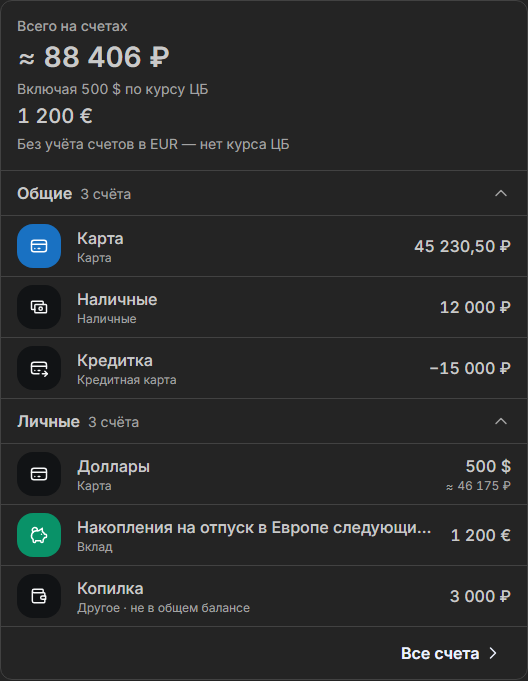 Всего на счетах
≈ 88 406 ₽
Включая 500 $ по курсу ЦБ
1 200 €
Без учёта счетов в EUR — нет курса ЦБ
Общие 3 счёта
Карта
45 230,50 ₽
Карта
Наличные
12 000 ₽
Наличные
Кредитка
−15 000 ₽
Кредитная карта
Личные 3 счёта
Доллары
500 $
Карта
≈ 46 175 ₽
Накопления на отпуск в Европе следующи...
1 200 €
Вклад
Копилка
3 000 ₽
Другое · не в общем балансе
Все счета